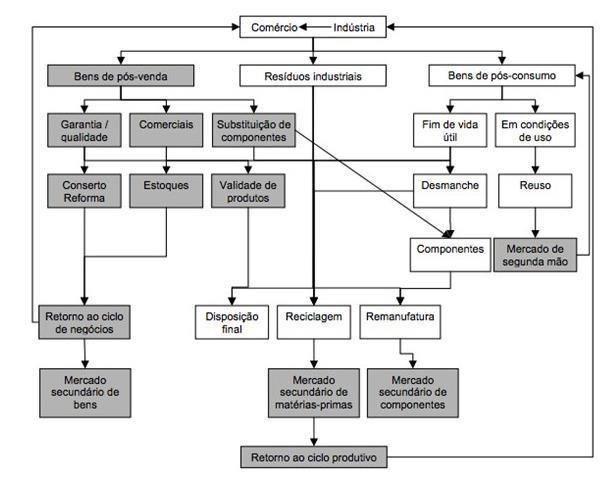 Comércio Indústria
Bens de pós-venda
Resíduos industriais
Bens de pós-consumo
Garantia /
qualidade
Comerciais
Substituição de
componentes
Fim de vida
útil
Em condições
de uso
Conserto
Reforma
Estoques
Validade de
produtos
Desmanche
Reuso
Componentes
Mercado de
segunda mão
Retorno ao ciclo
de negócios
Disposição
final
Reciclagem
Remanufatura
Mercado
secundário de
bens
Mercado
secundário de
matérias-primas
Mercado
secundário de
componentes
Retorno ao ciclo produtivo